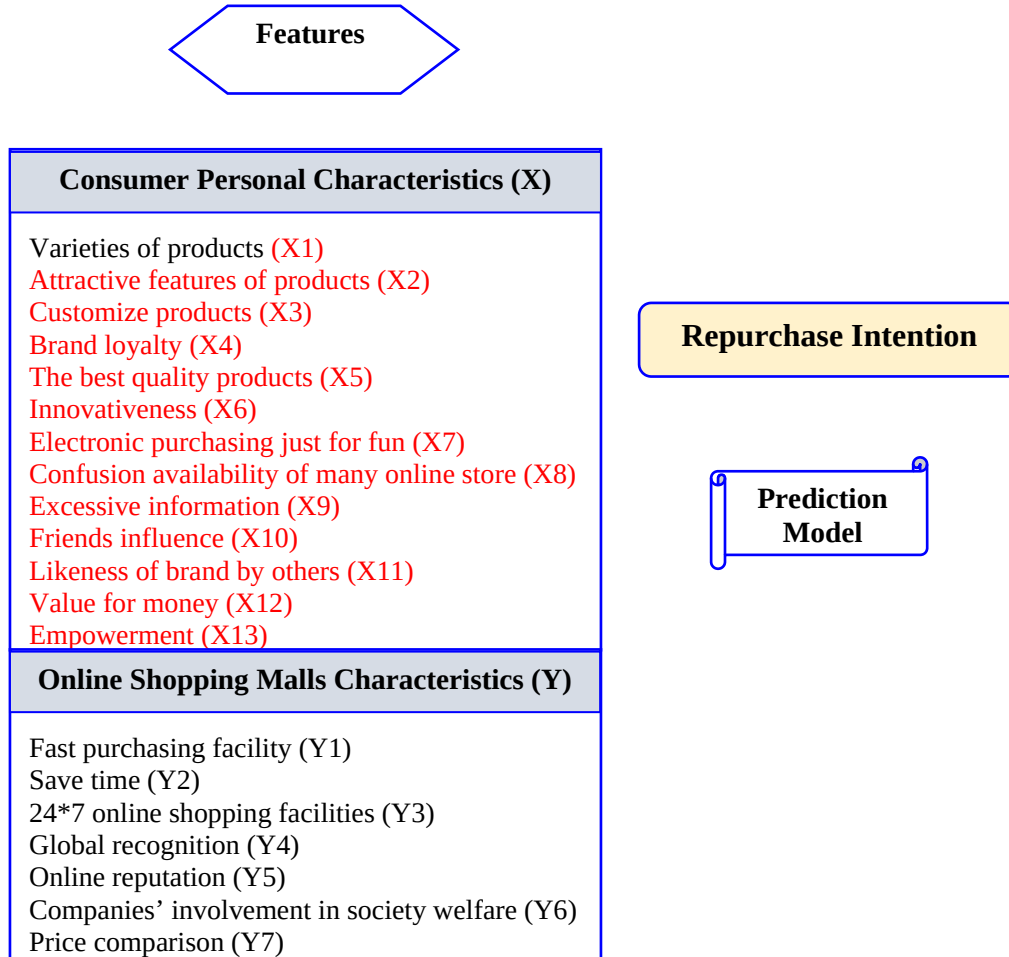 Features
Consumer Personal Characteristics (X)
Varieties of products (X1)
Attractive features of products (X2)
Customize products (X3)
Brand loyalty (X4)
The best quality products (X5)
Innovativeness (X6)
Electronic purchasing just for fun (X7)
Confusion availability of many online store (X8)
Excessive information (X9)
Friends influence (X10)
Likeness of brand by others (X11)
Value for money (X12)
Empowerment (X13)
Online Shopping Malls Characteristics (Y)
Fast purchasing facility (Y1)
Save time (Y2)
24*7 online shopping facilities (Y3)
Global recognition (Y4)
Online reputation (Y5)
Companies’ involvement in society welfare (Y6)
Price comparison (Y7)
Repurchase Intention
Prediction
Model